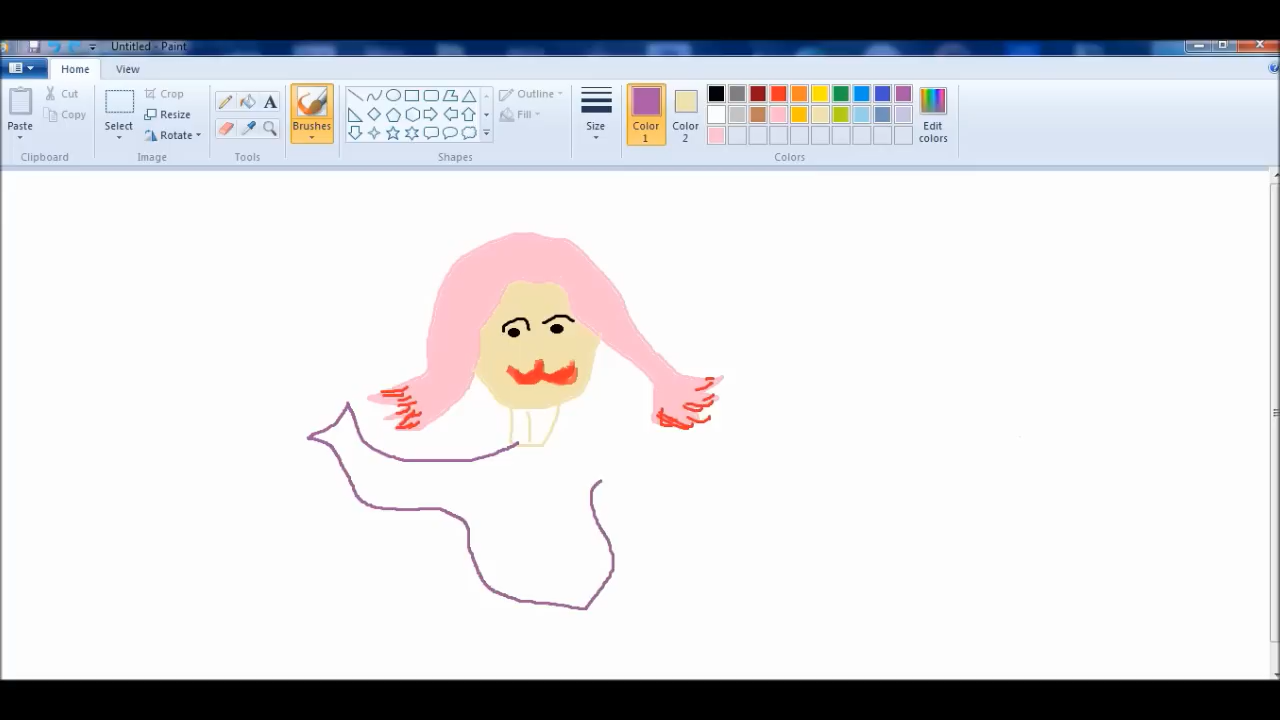 Untitled - Paint
Home View
Cut
Copy
Paste
Clipboard
Select
Crop
Resize
Rotate
Image
A
Tools
Brushes
Outline
Fill
Shapes
Size
Color
1
Color
2
Edit
colors
Colors